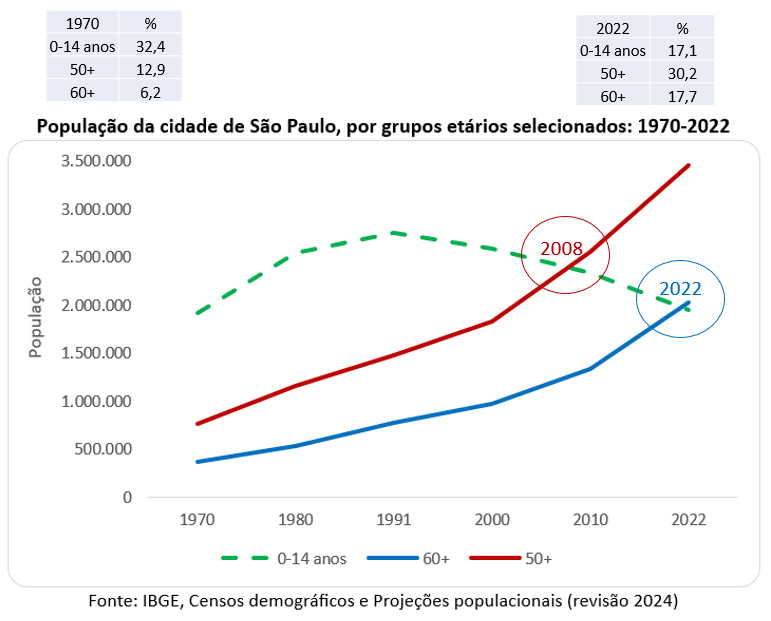 1970 %
0-14 anos 32,4
50+ 12,9
60+ 6,2
2022 %
0-14 anos 17,1
50+ 30,2
60+ 17,7
População da cidade de São Paulo, por grupos etários selecionados: 1970-2022
3.500.000
3.000.000
2.500.000
2.000.000
1.500.000
1.000.000
500.000
0
População
2008
2022
1970 1980 1991 2000 2010 2022
0-14 anos 60+ 50+
Fonte: IBGE, Censos demográficos e Projeções populacionais (revisão 2024)